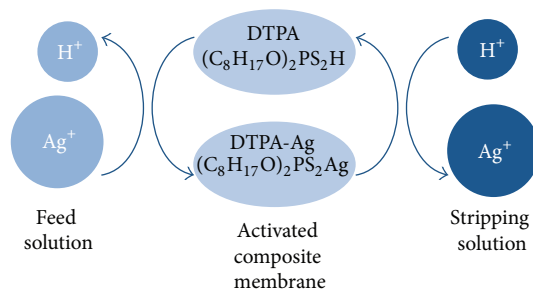 H⁺
Ag⁺
Feed
solution
DTPA
(C₈H₁₇O)₂PS₂H
DTPA-Ag
(C₈H₁₇O)₂PS₂Ag
Activated
composite
membrane
H⁺
Ag⁺
Stripping
solution